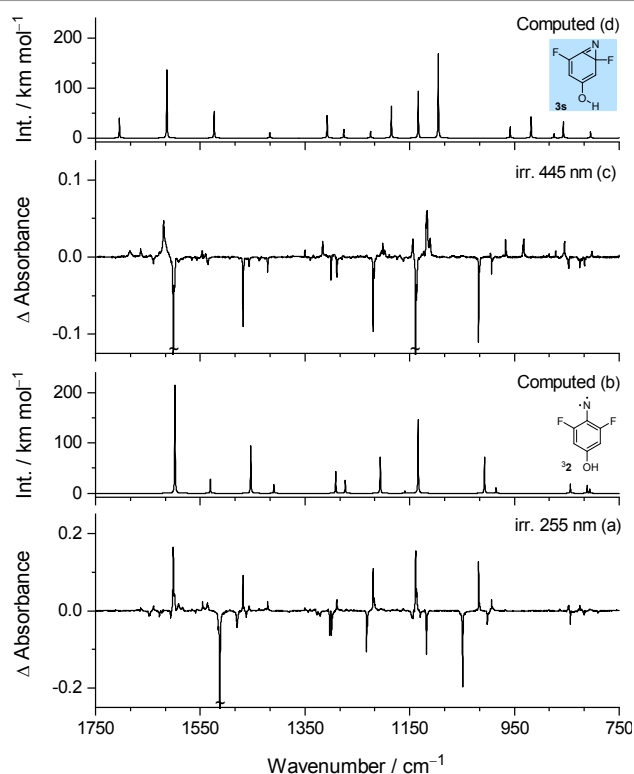 Computed (d)
200
100
0
Int. / km mol⁻¹
N
F
F
O
H
3s
irr. 445 nm (c)
0.1
0.0
-0.1
Δ Absorbance
~
~
Computed (b)
200
100
0
Int. / km mol⁻¹
·N·
F
F
OH
³2
irr. 255 nm (a)
0.2
0.0
-0.2
Δ Absorbance
~
1750 1550 1350 1150 950 750
Wavenumber / cm⁻¹